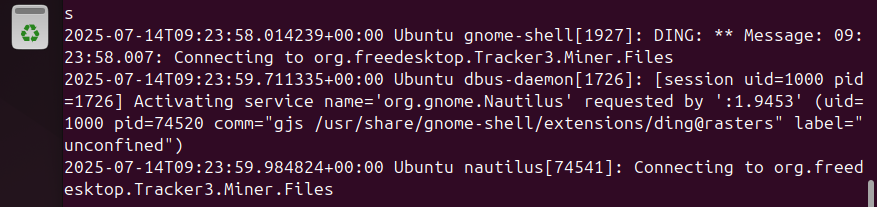 s
2025-07-14T09:23:58.014239+00:00 Ubuntu gnome-shell[1927]: DING: ** Message: 09:
23:58.007: Connecting to org.freedesktop.Tracker3.Miner.Files
2025-07-14T09:23:59.711335+00:00 Ubuntu dbus-daemon[1726]: [session uid=1000 pid
=1726] Activating service name='org.gnome.Nautilus' requested by ':1.9453' (uid=
1000 pid=74520 comm="gjs /usr/share/gnome-shell/extensions/ding@rasters" label="
unconfined")
2025-07-14T09:23:59.984824+00:00 Ubuntu nautilus[74541]: Connecting to org.freed
esktop.Tracker3.Miner.Files